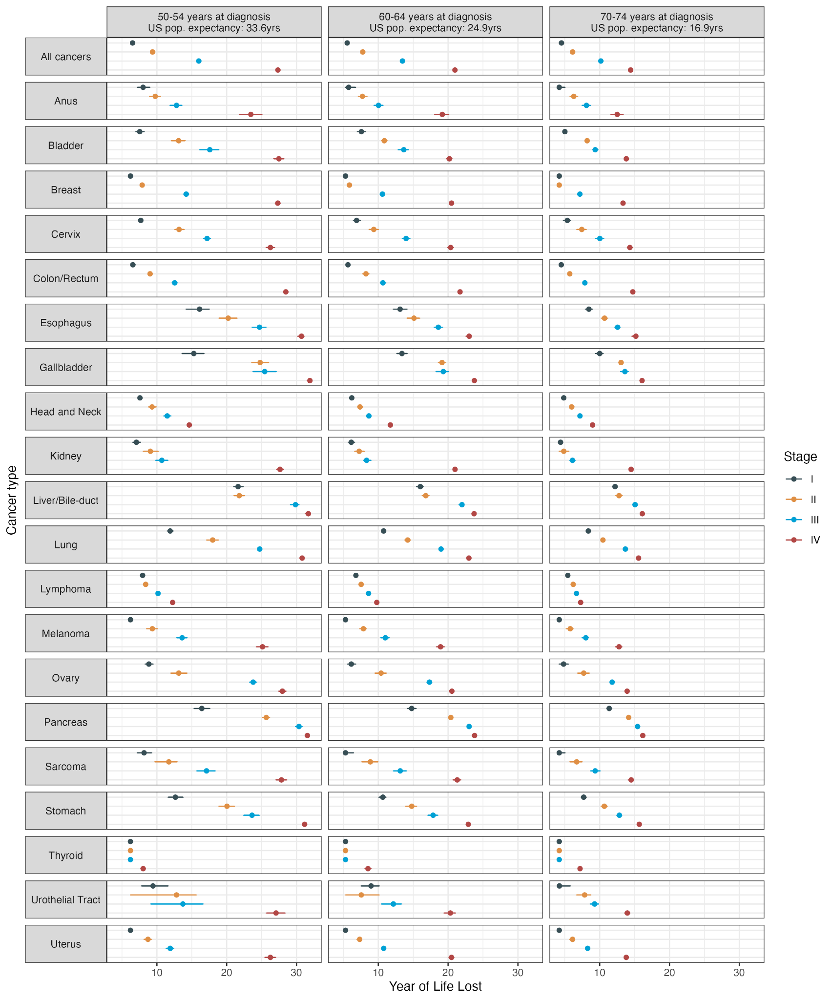 50-54 years at diagnosis
US pop. expectancy: 33.6yrs
60-64 years at diagnosis
US pop. expectancy: 24.9yrs
70-74 years at diagnosis
US pop. expectancy: 16.9yrs
All cancers
Anus
Bladder
Breast
Cervix
Colon/Rectum
Esophagus
Gallbladder
Head and Neck
Kidney
Liver/Bile-duct
Lung
Lymphoma
Melanoma
Ovary
Pancreas
Sarcoma
Stomach
Thyroid
Urothelial Tract
Uterus
Cancer type
10 20 30
10 20 30
10 20 30
Year of Life Lost
Stage
I
II
III
IV